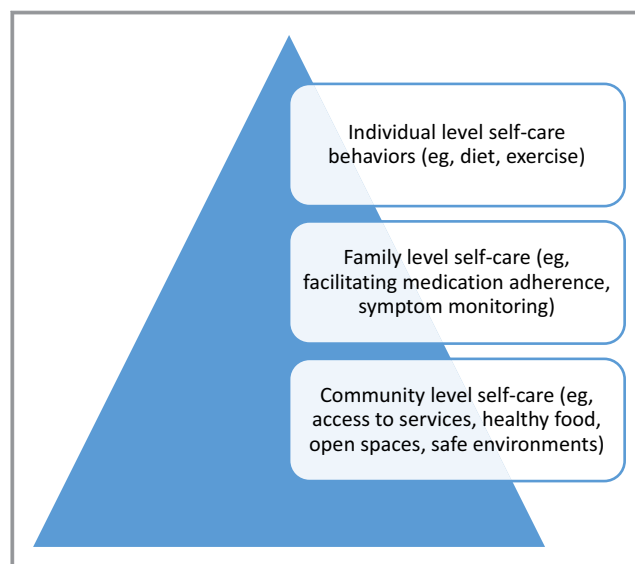 Individual level self-care
behaviors (eg, diet, exercise)
Family level self-care (eg,
facilitating medication adherence,
symptom monitoring)
Community level self-care (eg,
access to services, healthy food,
open spaces, safe environments)